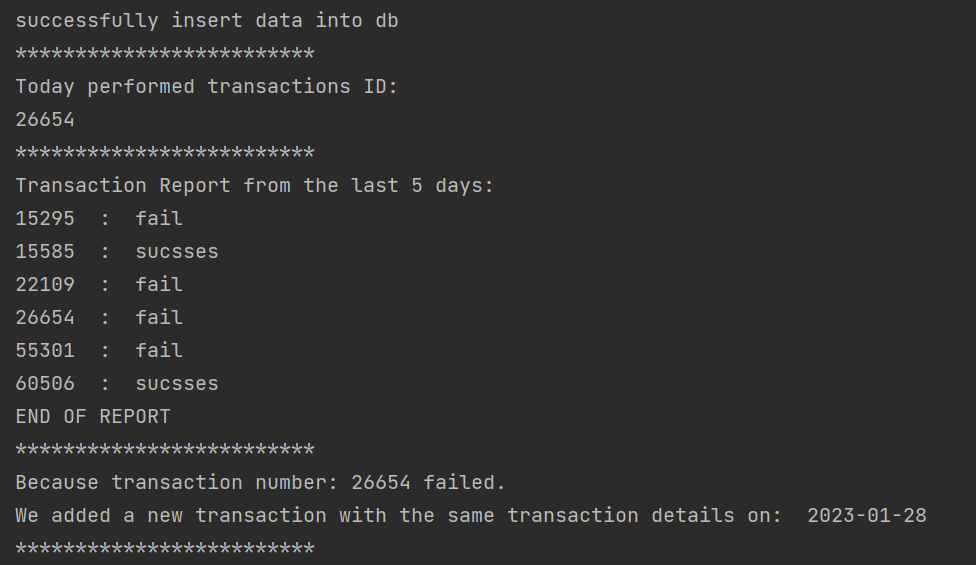 successfully insert data into db
*************************
Today performed transactions ID:
26654
*************************
Transaction Report from the last 5 days:
15295  :  fail
15585  :  sucsses
22109  :  fail
26654  :  fail
55301  :  fail
60506  :  sucsses
END OF REPORT
*************************
Because transaction number: 26654 failed.
We added a new transaction with the same transaction details on:  2023-01-28
*************************